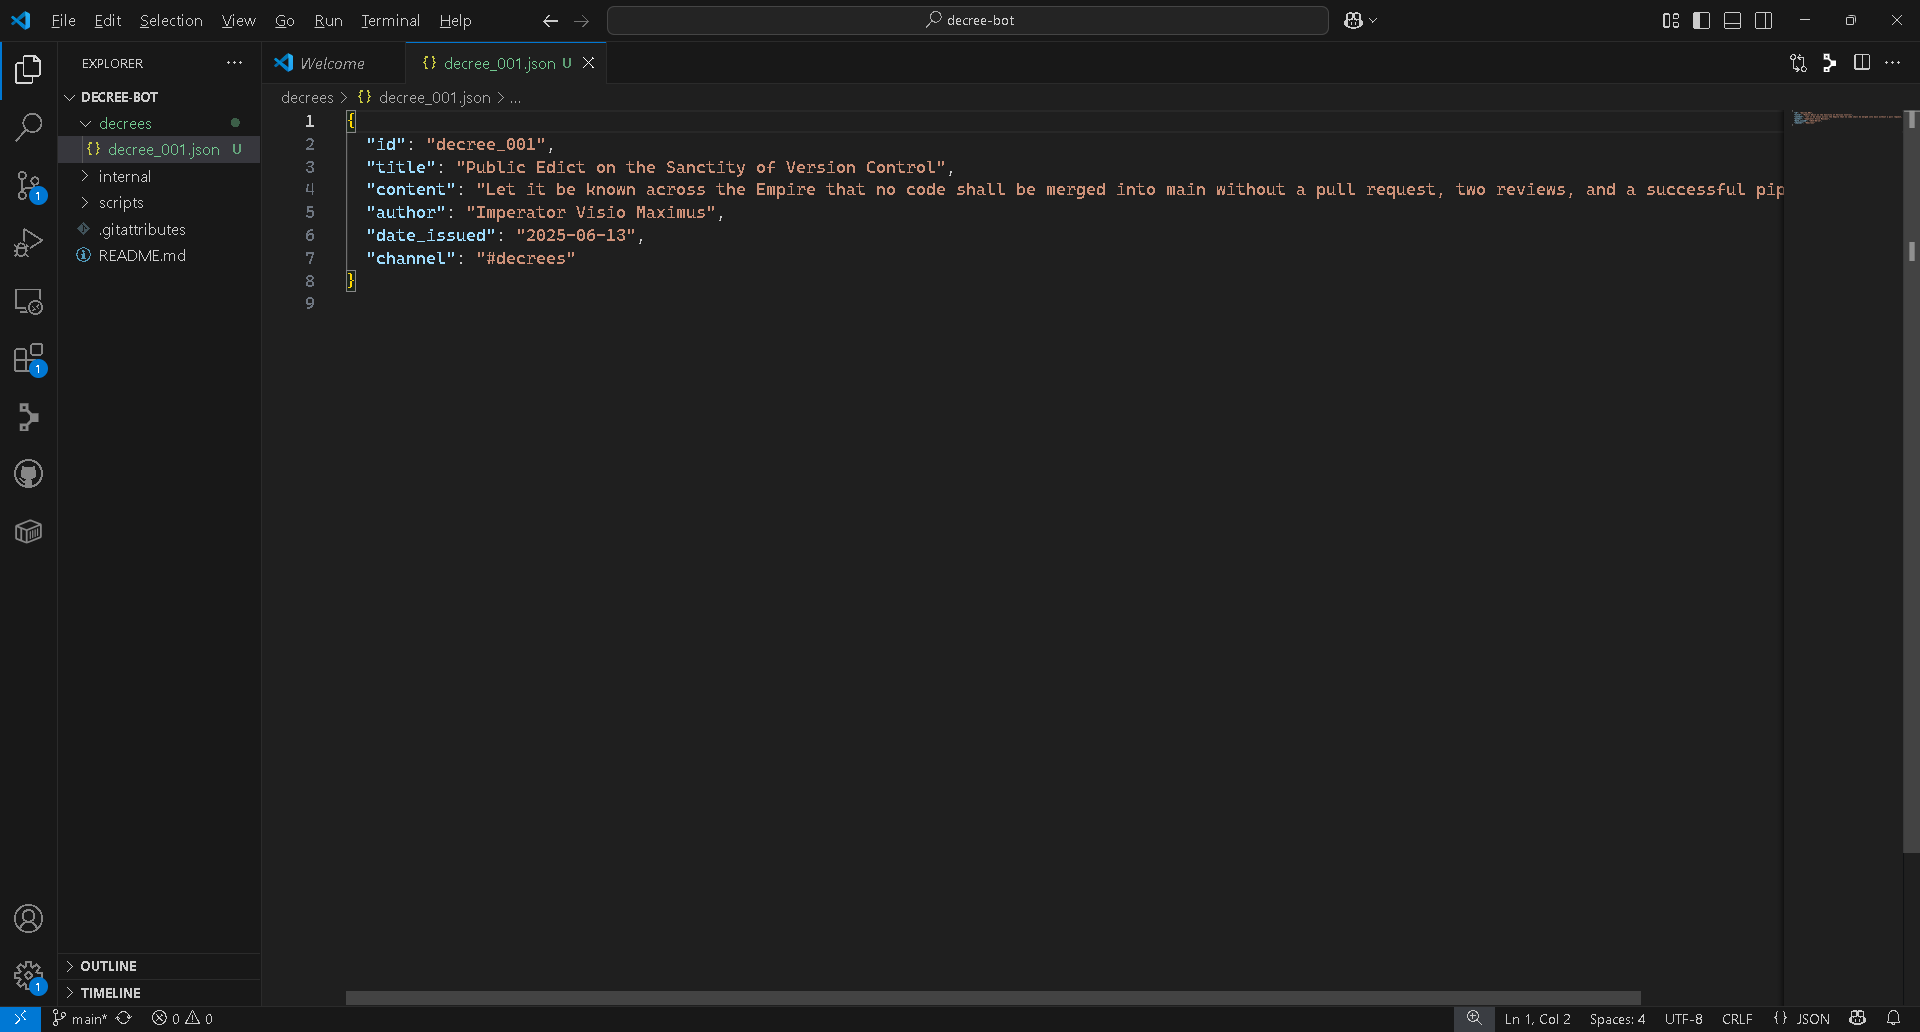 File Edit Selection View Go Run Terminal Help
decree-bot
EXPLORER
Welcome
{} decree_001.json U
DECREE-BOT
decrees > {} decree_001.json > ...
decrees
{} decree_001.json U
internal
scripts
.gitattributes
README.md
1 {
2 "id": "decree_001",
3 "title": "Public Edict on the Sanctity of Version Control",
4 "content": "Let it be known across the Empire that no code shall be merged into main without a pull request, two reviews, and a successful pip
5 "author": "Imperator Visio Maximus",
6 "date_issued": "2025-06-13",
7 "channel": "#decrees"
8 }
9
1
1
1
OUTLINE
TIMELINE
main* 0 0
Ln 1, Col 2 Spaces: 4 UTF-8 CRLF {} JSON